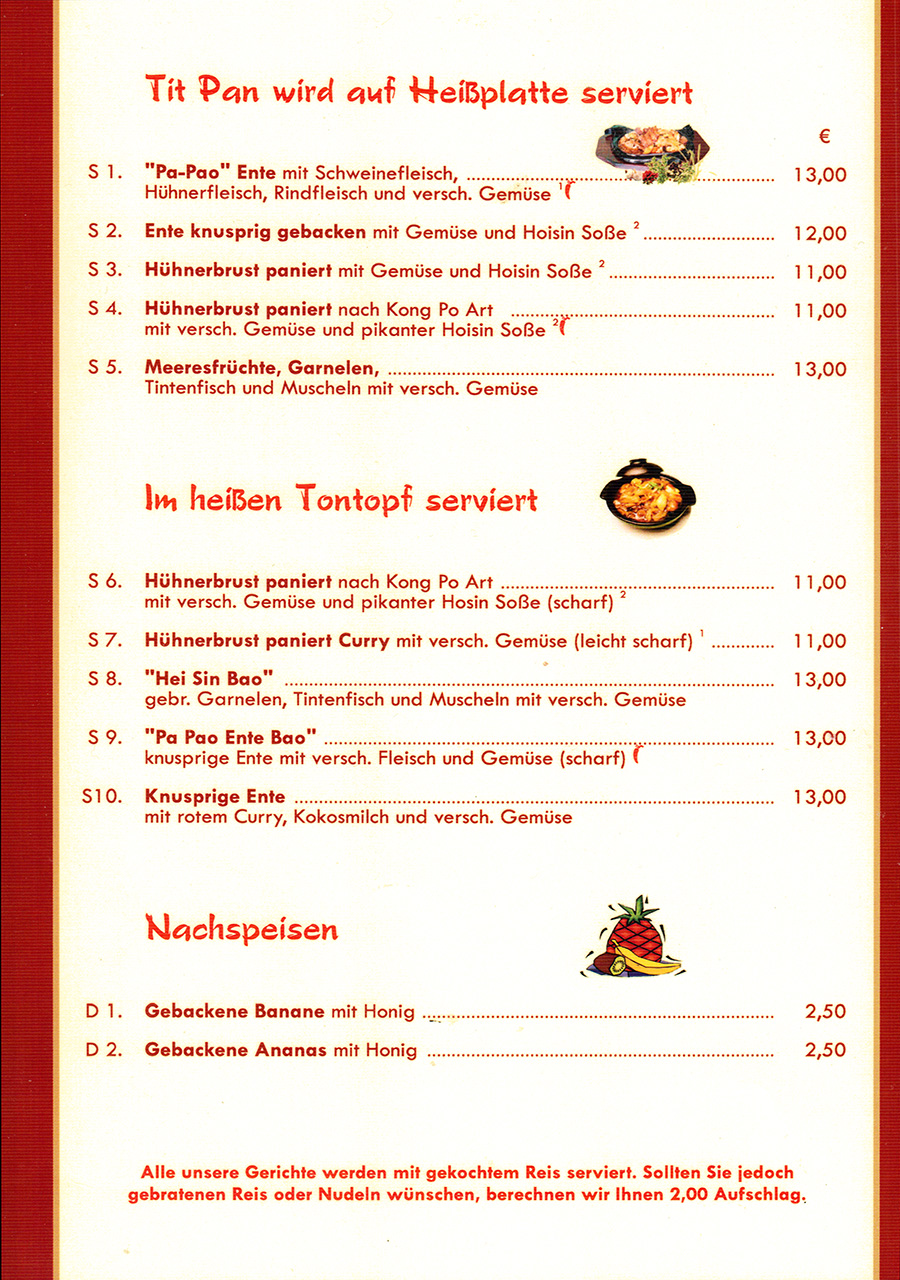 Tit Pan wird auf Heißplatte serviert
€
S 1. "Pa-Pao" Ente mit Schweinefleisch, ........ 13,00
Hühnerfleisch, Rindfleisch und versch. Gemüse 1
S 2. Ente knusprig gebacken mit Gemüse und Hoisin Soße 2 ........ 12,00
S 3. Hühnerbrust paniert mit Gemüse und Hoisin Soße 2 ........ 11,00
S 4. Hühnerbrust paniert nach Kong Po Art ........ 11,00
mit versch. Gemüse und pikanter Hoisin Soße 2
S 5. Meeresfrüchte, Garnelen, ........ 13,00
Tintenfisch und Muscheln mit versch. Gemüse
Im heißen Tontopf serviert
S 6. Hühnerbrust paniert nach Kong Po Art ........ 11,00
mit versch. Gemüse und pikanter Hosin Soße (scharf) 2
S 7. Hühnerbrust paniert Curry mit versch. Gemüse (leicht scharf) 1 ........ 11,00
S 8. "Hei Sin Bao" ........ 13,00
gebr. Garnelen, Tintenfisch und Muscheln mit versch. Gemüse
S 9. "Pa Pao Ente Bao" ........ 13,00
knusprige Ente mit versch. Fleisch und Gemüse (scharf)
S10. Knusprige Ente ........ 13,00
mit rotem Curry, Kokosmilch und versch. Gemüse
Nachspeisen
D 1. Gebackene Banane mit Honig ........ 2,50
D 2. Gebackene Ananas mit Honig ........ 2,50
Alle unsere Gerichte werden mit gekochtem Reis serviert. Sollten Sie jedoch
gebratenen Reis oder Nudeln wünschen, berechnen wir Ihnen 2,00 Aufschlag.